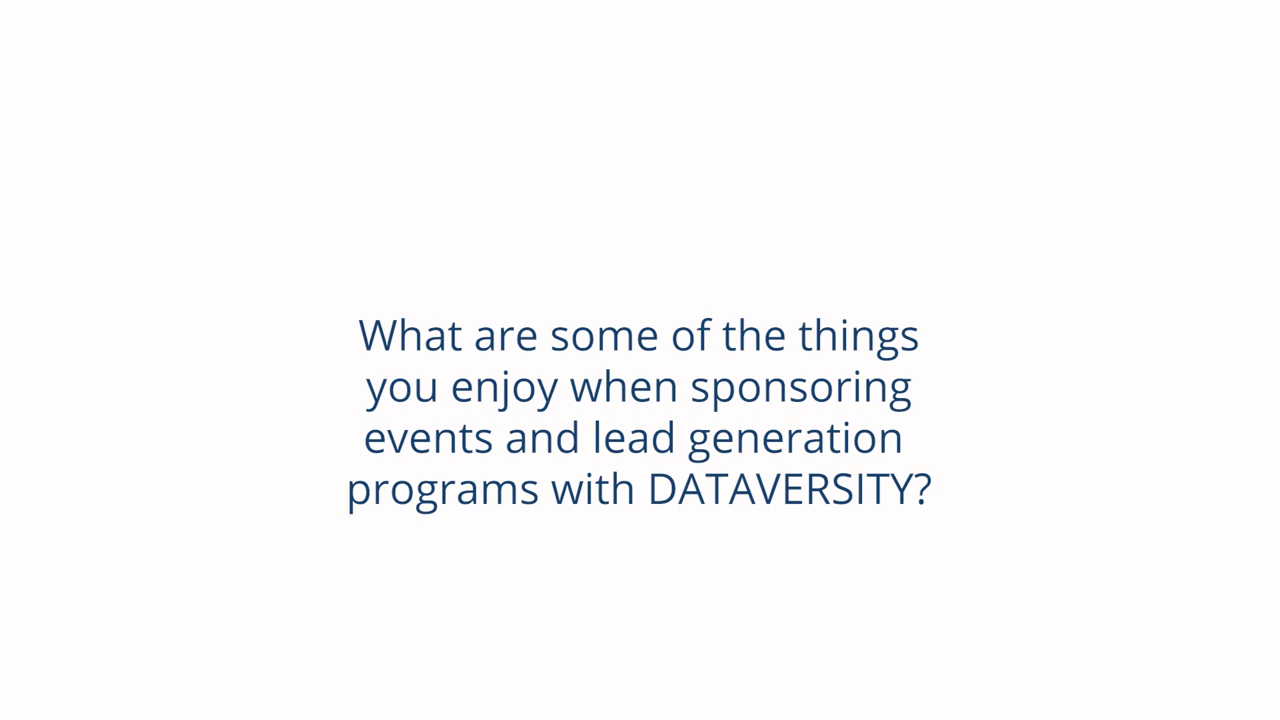 What are some of the things
you enjoy when sponsoring
events and lead generation
programs with DATAVERSITY?